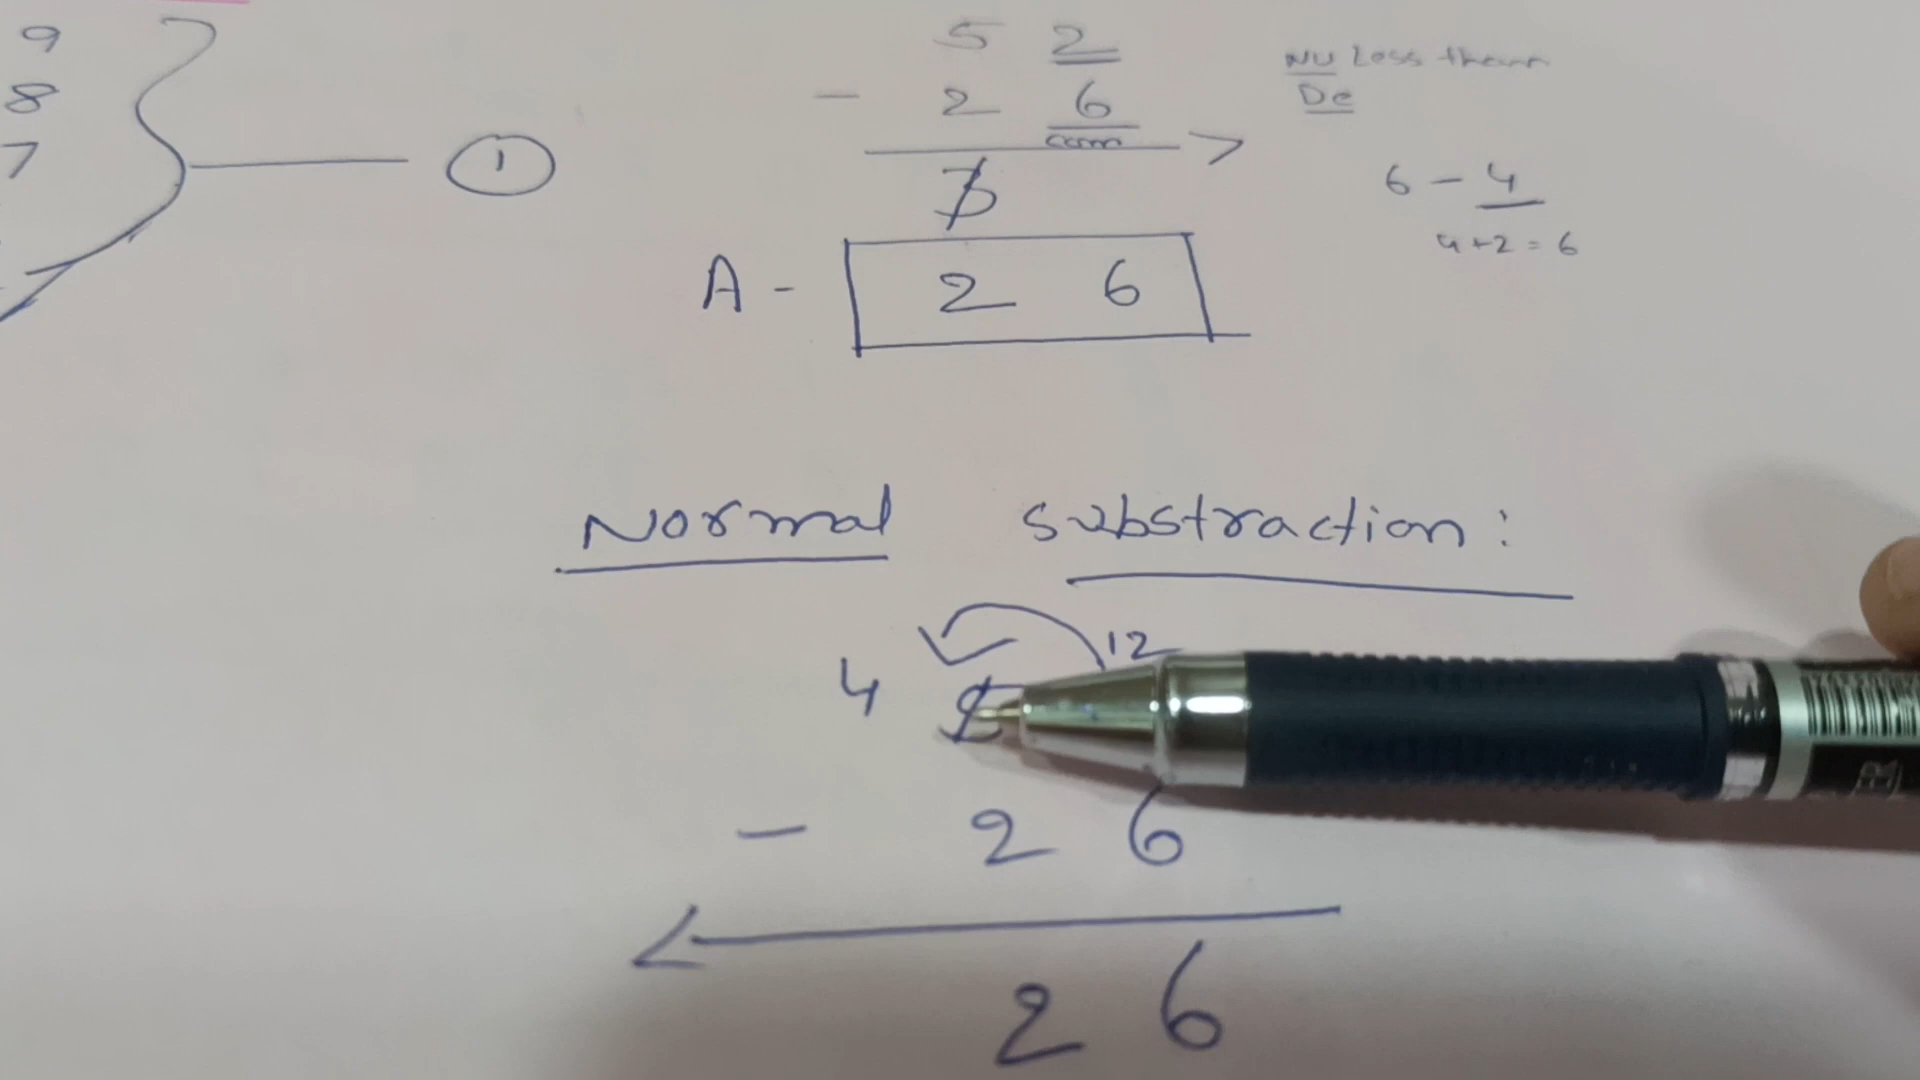 9
8
7
1
5 2
- 2 6
com
3
A - 2 6
NU Less than
De
6 - 4
4 + 2 = 6
Normal substraction :
12
4 5
- 2 6
2 6